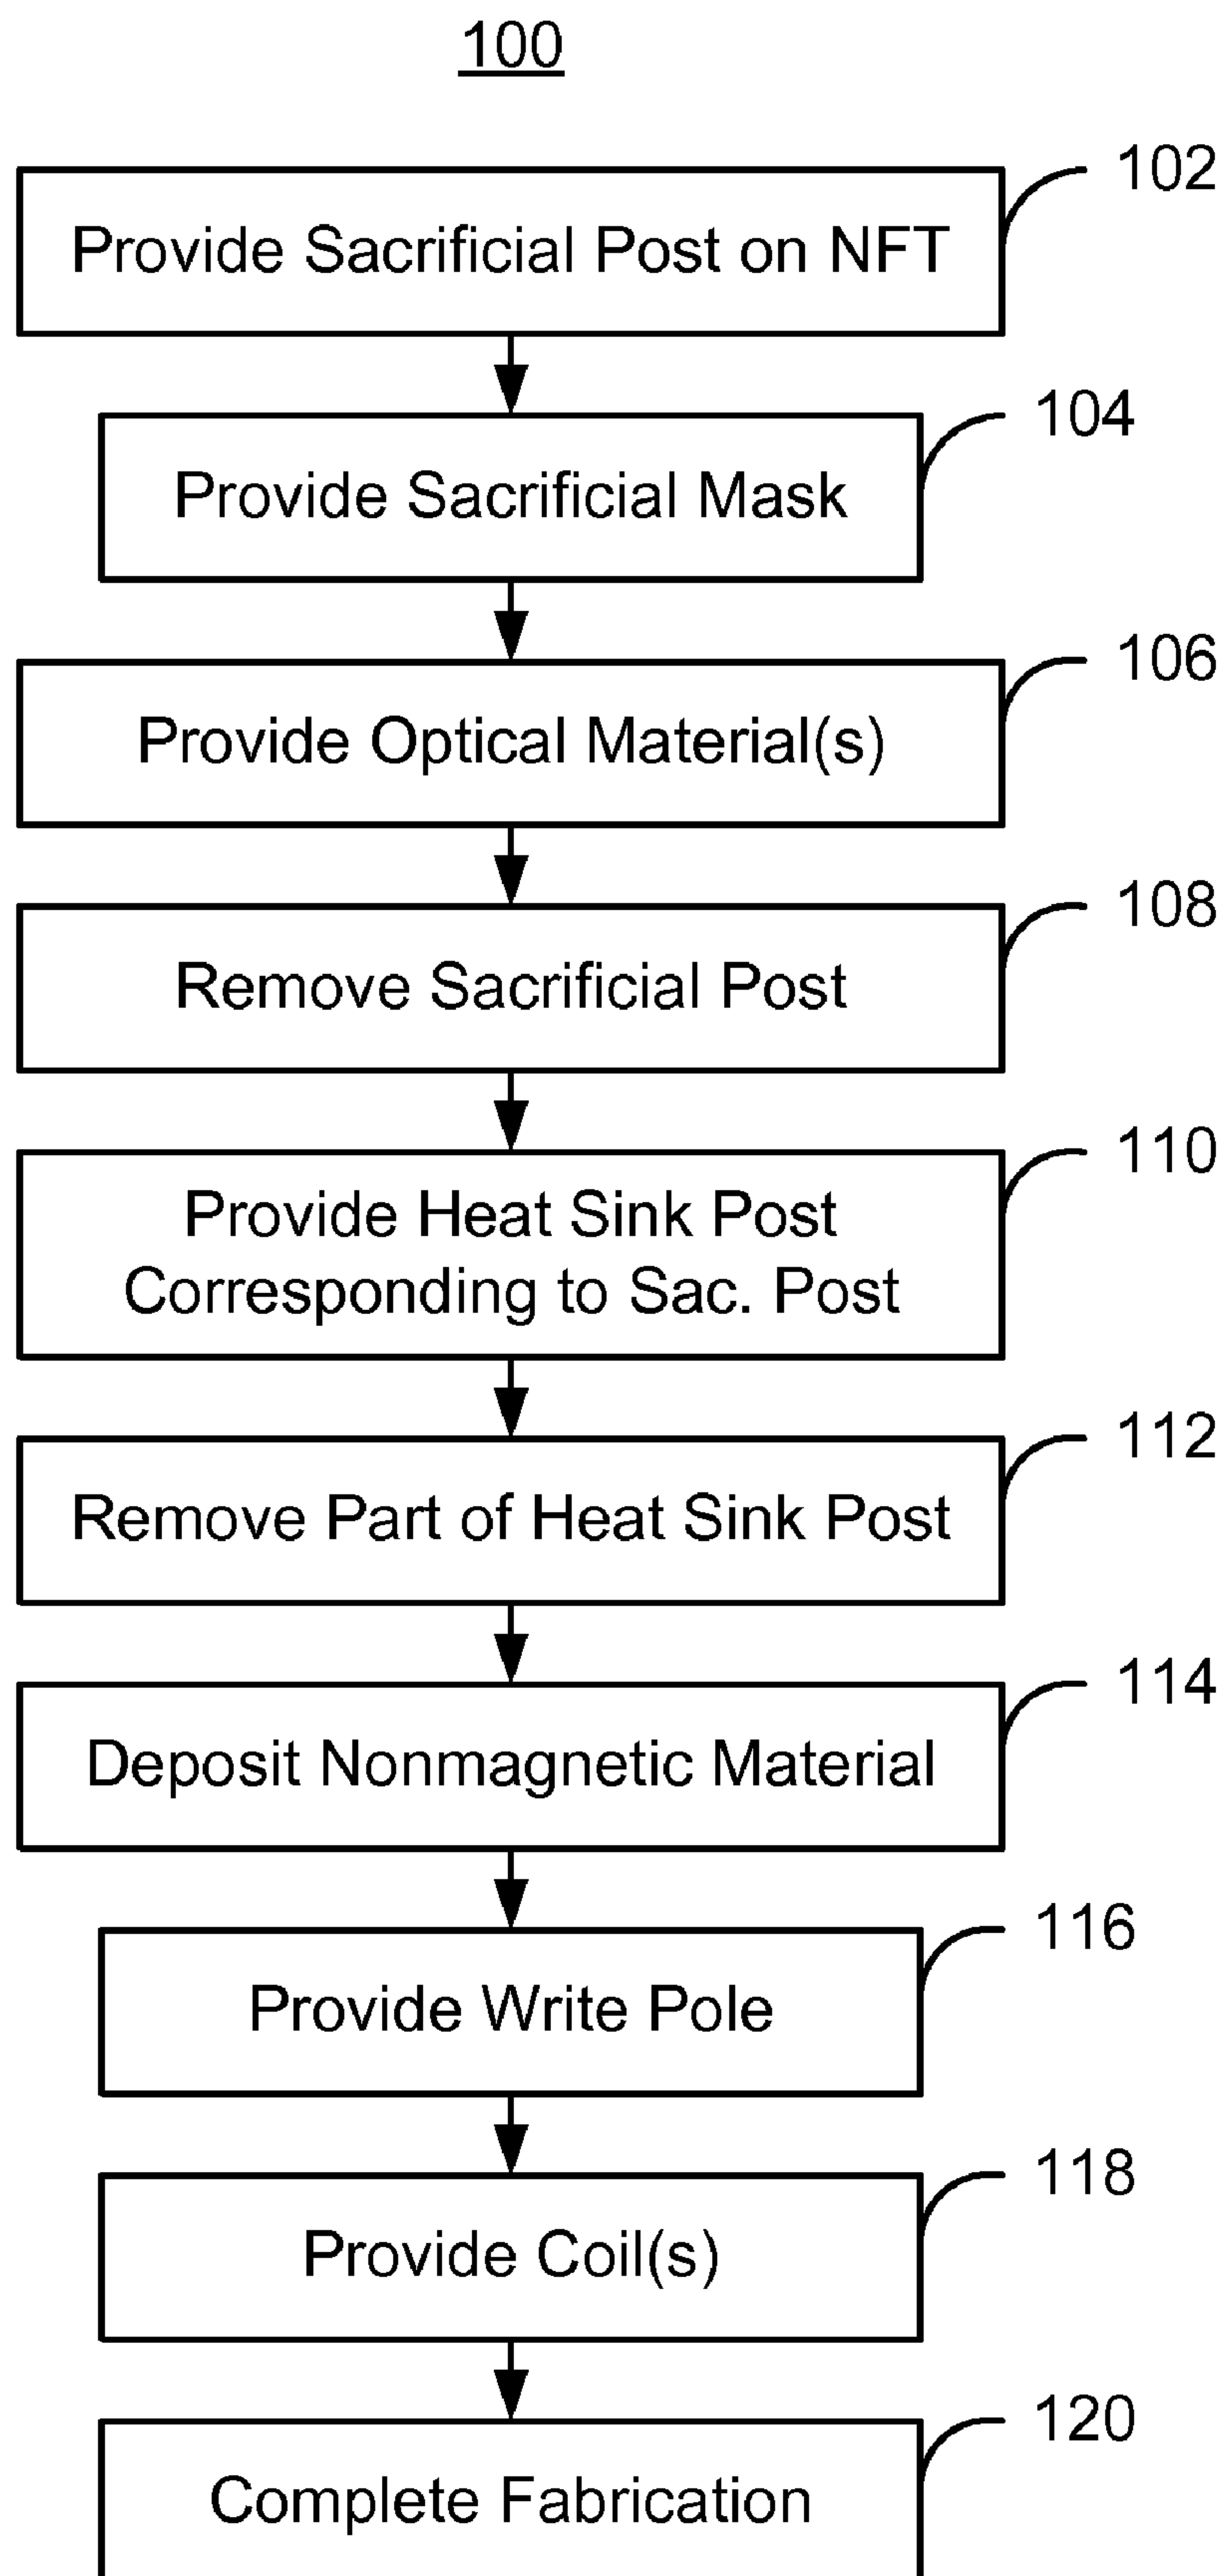 100
102
Provide Sacrificial Post on NFT
104
Provide Sacrificial Mask
106
Provide Optical Material(s)
108
Remove Sacrificial Post
110
Provide Heat Sink Post
Corresponding to Sac. Post
112
Remove Part of Heat Sink Post
114
Deposit Nonmagnetic Material
116
Provide Write Pole
118
Provide Coil(s)
120
Complete Fabrication